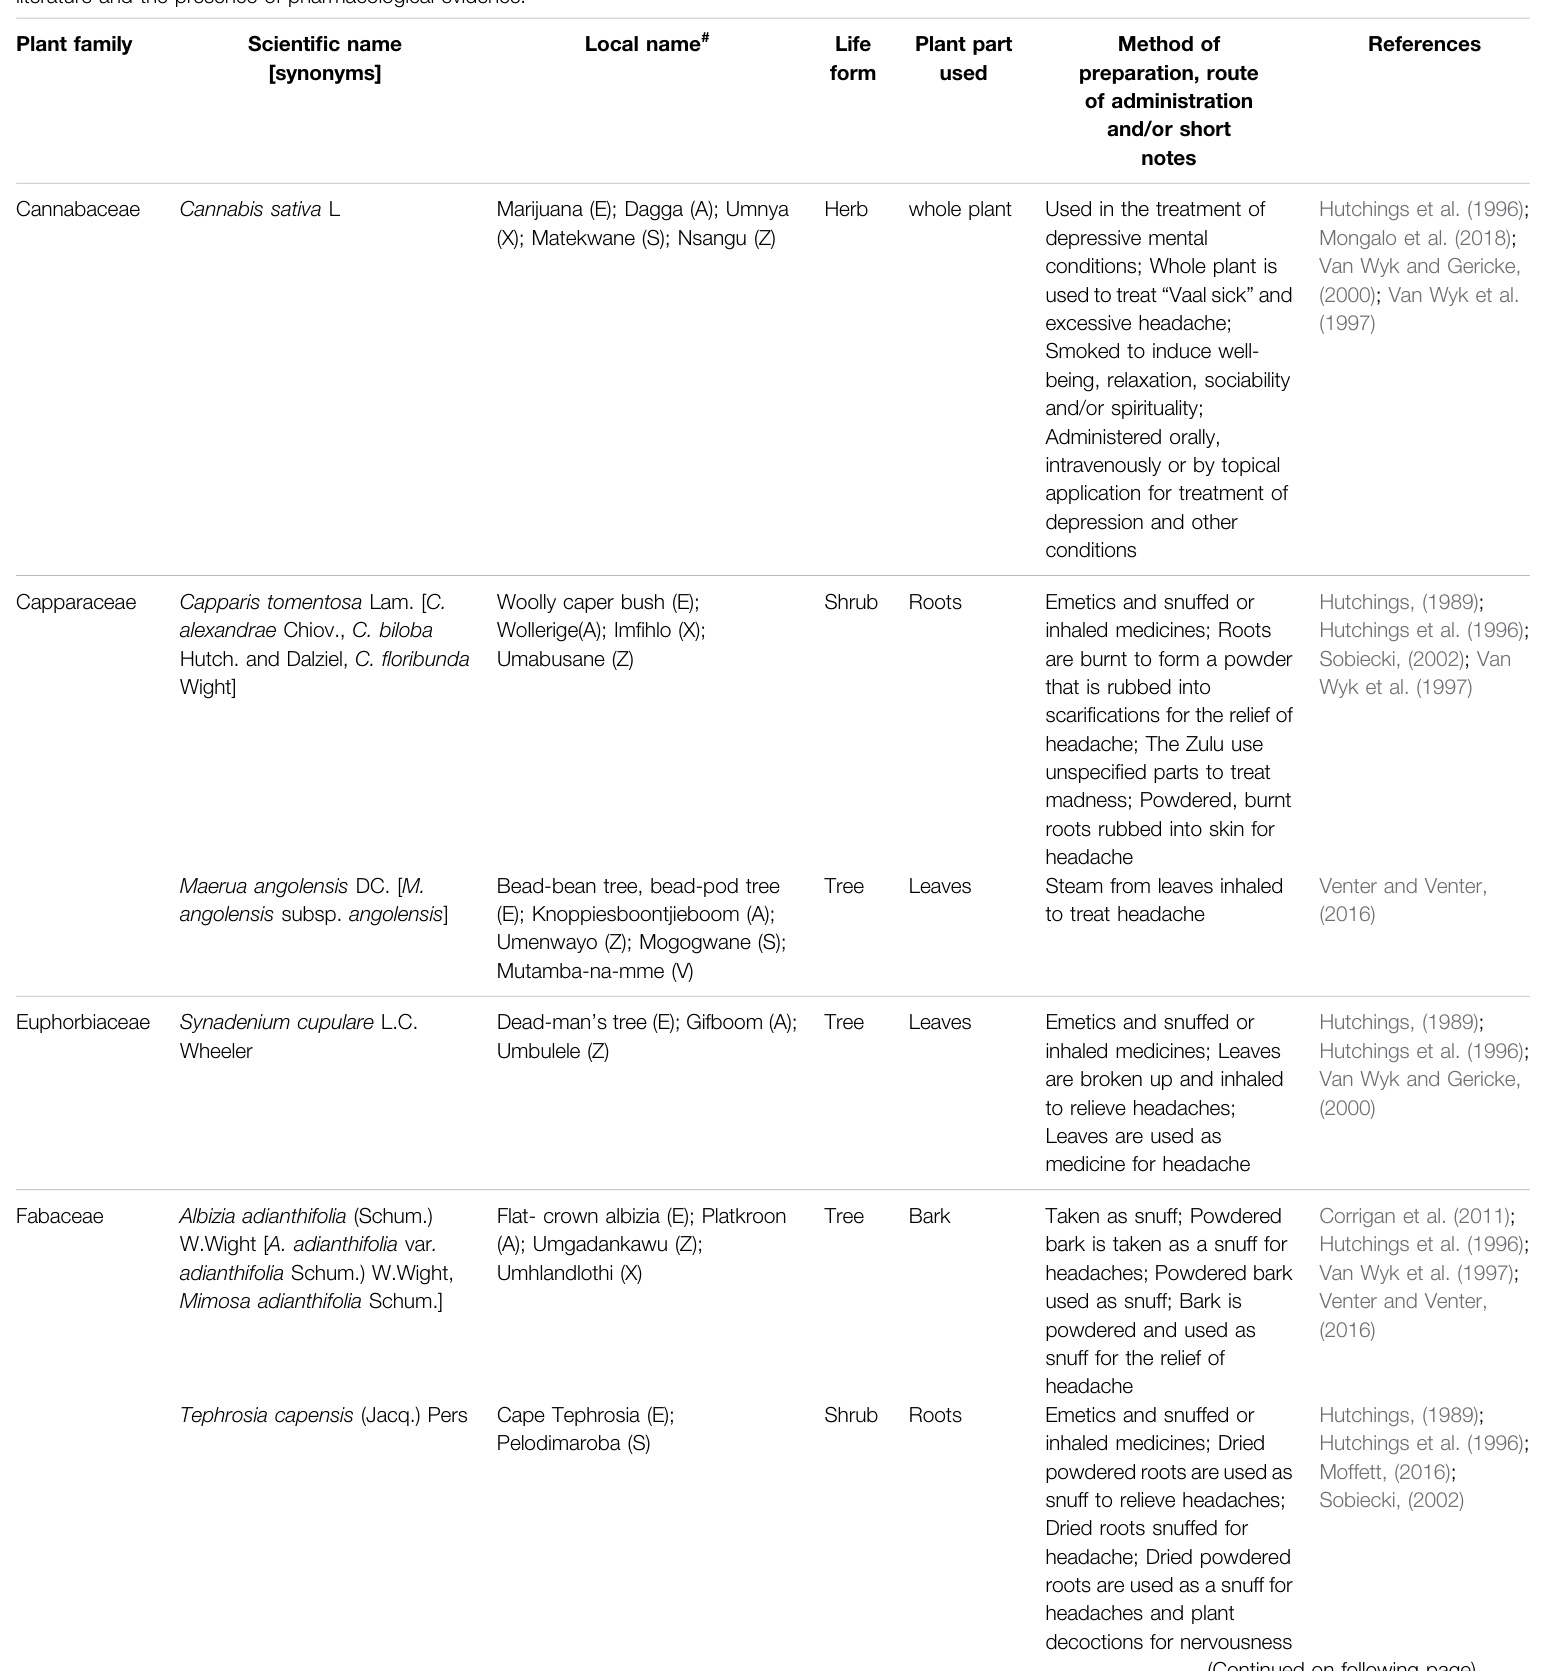 literature and the presence of pharmacological evidence.
Plant family
Scientific name
[synonyms]
Local name#
Life
form
Plant part
used
Method of
preparation, route
of administration
and/or short
notes
References
Cannabaceae
Cannabis sativa L
Marijuana (E); Dagga (A); Umnya
(X); Matekwane (S); Nsangu (Z)
Herb
whole plant
Used in the treatment of
depressive mental
conditions; Whole plant is
used to treat “Vaal sick” and
excessive headache;
Smoked to induce well-
being, relaxation, sociability
and/or spirituality;
Administered orally,
intravenously or by topical
application for treatment of
depression and other
conditions
Hutchings et al. (1996);
Mongalo et al. (2018);
Van Wyk and Gericke,
(2000); Van Wyk et al.
(1997)
Capparaceae
Capparis tomentosa Lam. [C.
alexandrae Chiov., C. biloba
Hutch. and Dalziel, C. floribunda
Wight]
Woolly caper bush (E);
Wollerige(A); Imfihlo (X);
Umabusane (Z)
Shrub
Roots
Emetics and snuffed or
inhaled medicines; Roots
are burnt to form a powder
that is rubbed into
scarifications for the relief of
headache; The Zulu use
unspecified parts to treat
madness; Powdered, burnt
roots rubbed into skin for
headache
Hutchings, (1989);
Hutchings et al. (1996);
Sobiecki, (2002); Van
Wyk et al. (1997)
Maerua angolensis DC. [M.
angolensis subsp. angolensis]
Bead-bean tree, bead-pod tree
(E); Knoppiesboontjieboom (A);
Umenwayo (Z); Mogogwane (S);
Mutamba-na-mme (V)
Tree
Leaves
Steam from leaves inhaled
to treat headache
Venter and Venter,
(2016)
Euphorbiaceae
Synadenium cupulare L.C.
Wheeler
Dead-man’s tree (E); Gifboom (A);
Umbulele (Z)
Tree
Leaves
Emetics and snuffed or
inhaled medicines; Leaves
are broken up and inhaled
to relieve headaches;
Leaves are used as
medicine for headache
Hutchings, (1989);
Hutchings et al. (1996);
Van Wyk and Gericke,
(2000)
Fabaceae
Albizia adianthifolia (Schum.)
W.Wight [A. adianthifolia var.
adianthifolia Schum.) W.Wight,
Mimosa adianthifolia Schum.]
Flat- crown albizia (E); Platkroon
(A); Umgadankawu (Z);
Umhlandlothi (X)
Tree
Bark
Taken as snuff; Powdered
bark is taken as a snuff for
headaches; Powdered bark
used as snuff; Bark is
powdered and used as
snuff for the relief of
headache
Corrigan et al. (2011);
Hutchings et al. (1996);
Van Wyk et al. (1997);
Venter and Venter,
(2016)
Tephrosia capensis (Jacq.) Pers
Cape Tephrosia (E);
Pelodimaroba (S)
Shrub
Roots
Emetics and snuffed or
inhaled medicines; Dried
powdered roots are used as
snuff to relieve headaches;
Dried roots snuffed for
headache; Dried powdered
roots are used as a snuff for
headaches and plant
decoctions for nervousness
Hutchings, (1989);
Hutchings et al. (1996);
Moffett, (2016);
Sobiecki, (2002)
(Continued on following page)